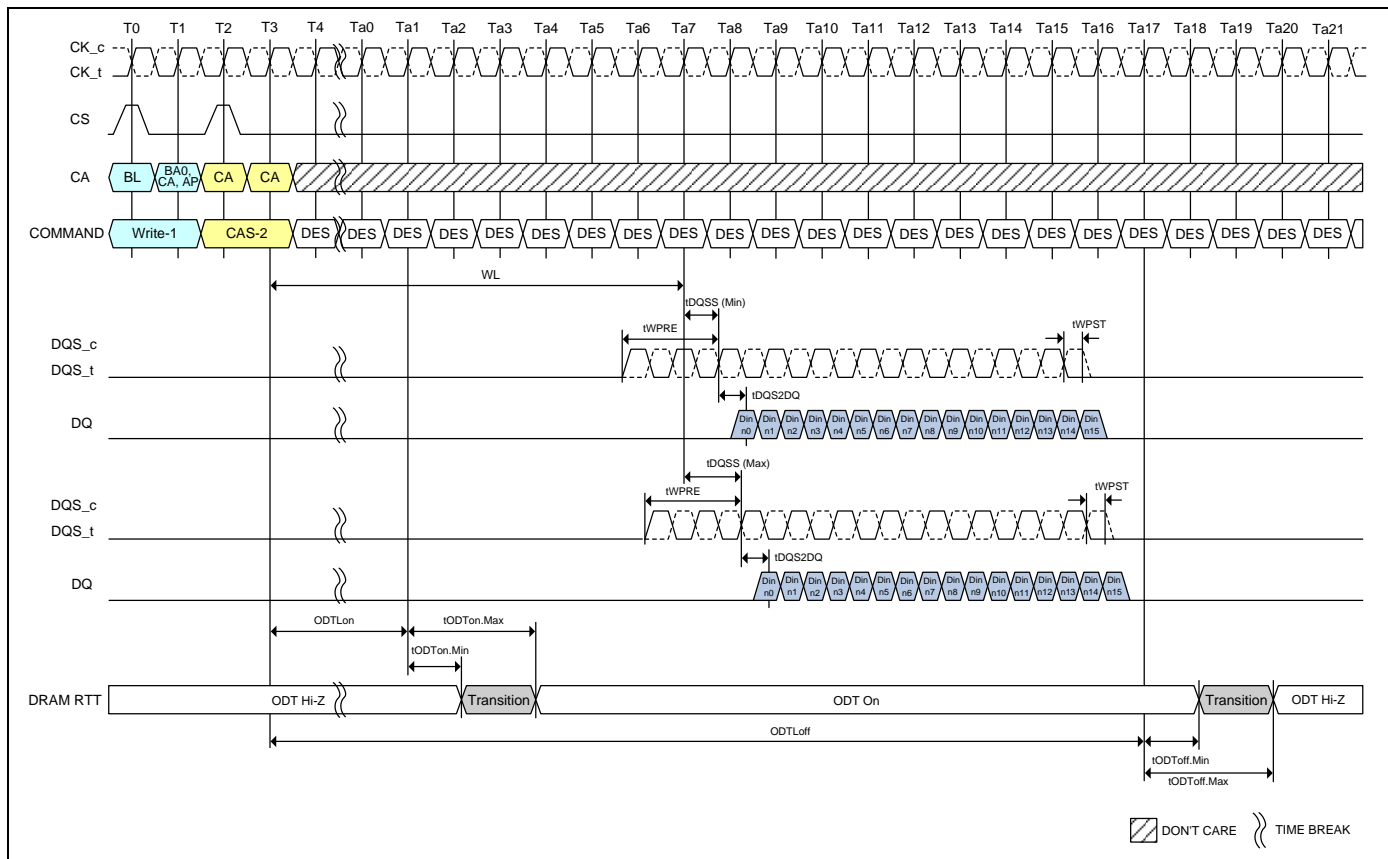 T0 T1 T2 T3 T4 Ta0 Ta1 Ta2 Ta3 Ta4 Ta5 Ta6 Ta7 Ta8 Ta9 Ta10 Ta11 Ta12 Ta13 Ta14 Ta15 Ta16 Ta17 Ta18 Ta19 Ta20 Ta21
CK_c
CK_t
CS
CA BL BA0, CA, AP CA CA
COMMAND Write-1 CAS-2 DES DES DES DES DES DES DES DES DES DES DES DES DES DES DES DES DES DES DES DES DES DES DES
WL
tDQSS (Min)
tWPRE tWPST
DQS_c
DQS_t
tDQS2DQ
DQ Din n0 Din n1 Din n2 Din n3 Din n4 Din n5 Din n6 Din n7 Din n8 Din n9 Din n10 Din n11 Din n12 Din n13 Din n14 Din n15
tDQSS (Max)
tWPRE tWPST
DQS_c
DQS_t
tDQS2DQ
DQ Din n0 Din n1 Din n2 Din n3 Din n4 Din n5 Din n6 Din n7 Din n8 Din n9 Din n10 Din n11 Din n12 Din n13 Din n14 Din n15
ODTLon tODTon.Max
tODTon.Min
DRAM RTT ODT Hi-Z Transition ODT On Transition ODT Hi-Z
ODTLoff
tODToff.Min
tODToff.Max
DON'T CARE TIME BREAK